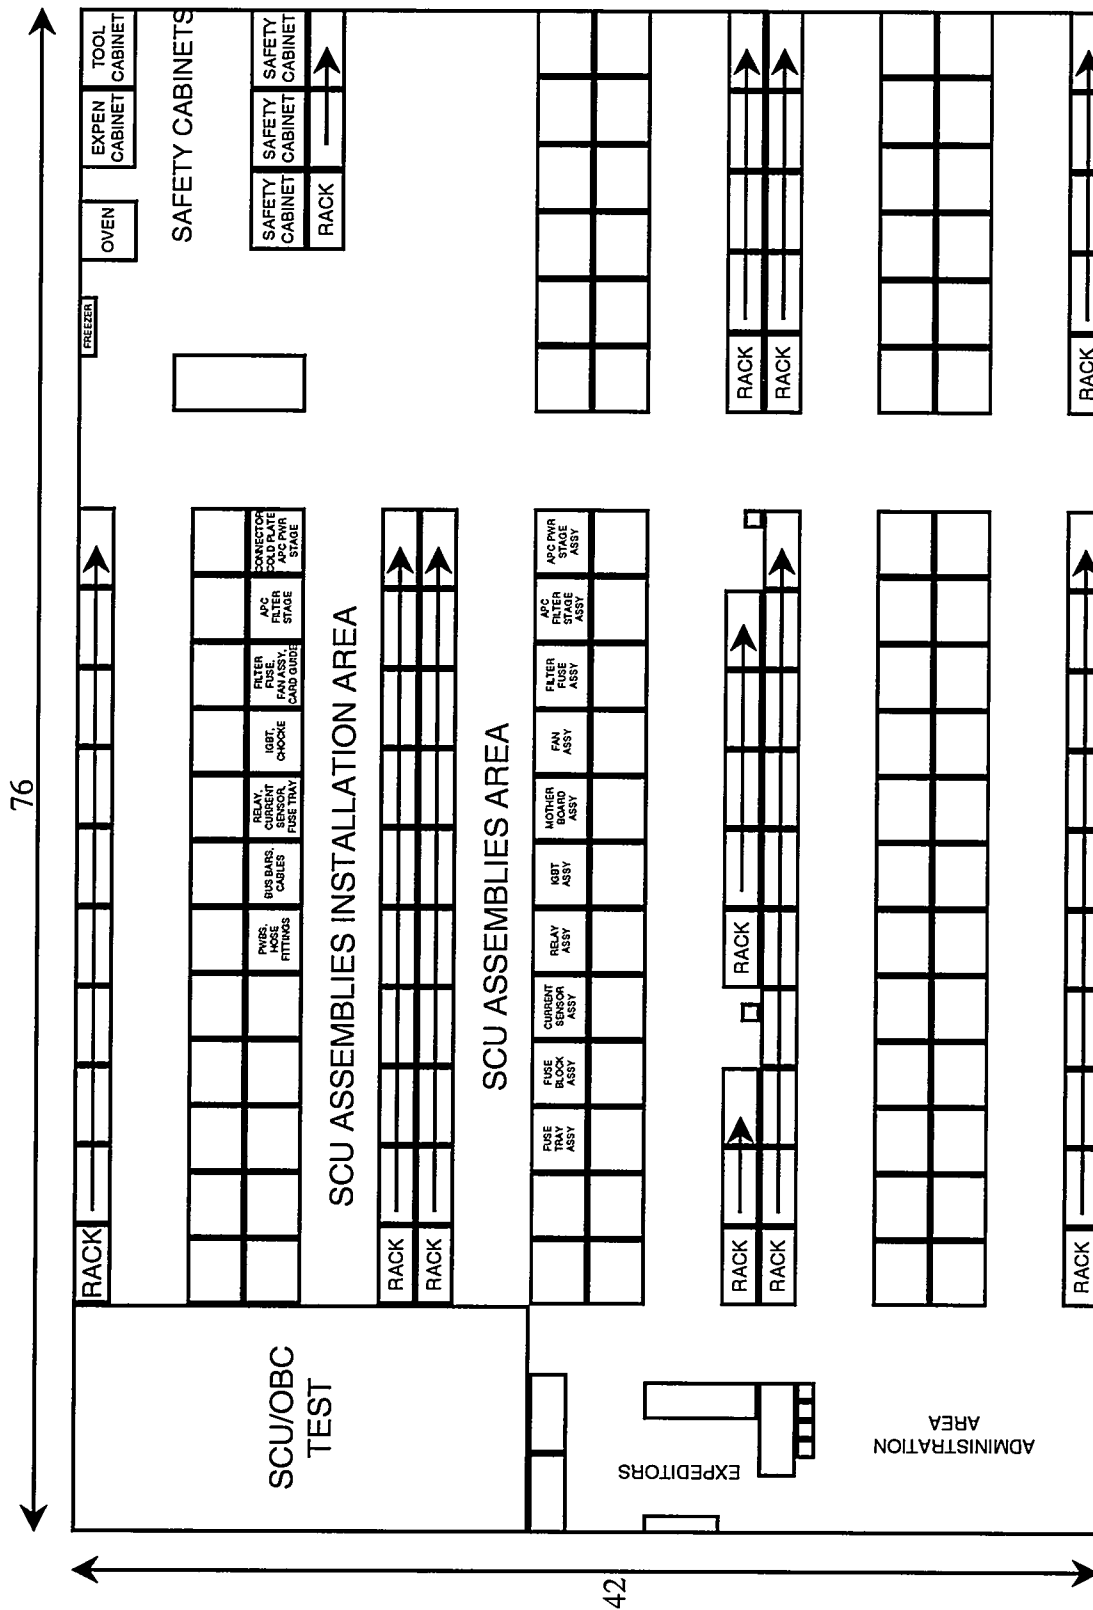 76
42
TOOL
CABINET
EXPEN
CABINET
OVEN
FREEZER
SAFETY CABINETS
SAFETY
CABINET
SAFETY
CABINET
SAFETY
CABINET
RACK
RACK
CONNECTOR
COLD PLATE
APC PWR
STAGE
APC
FILTER
STAGE
FILTER
FUSE,
FAN ASSY,
CARD GUIDE
IGBT,
CHOCKE
RELAY,
CURRENT
SENSOR,
FUSE TRAY
BUS BARS,
CABLES
PWBS,
HOSE
FITTINGS
SCU ASSEMBLIES INSTALLATION AREA
RACK
RACK
SCU ASSEMBLIES AREA
APC PWR
STAGE
ASSY
APC
FILTER
STAGE
ASSY
FILTER
FUSE
ASSY
FAN
ASSY
MOTHER
BOARD
ASSY
IGBT
ASSY
RELAY
ASSY
CURRENT
SENSOR
ASSY
FUSE
BLOCK
ASSY
FUSE
TRAY
ASSY
RACK
RACK
RACK
RACK
RACK
RACK
RACK
SCU/OBC
TEST
EXPEDITORS
ADMINISTRATION
AREA